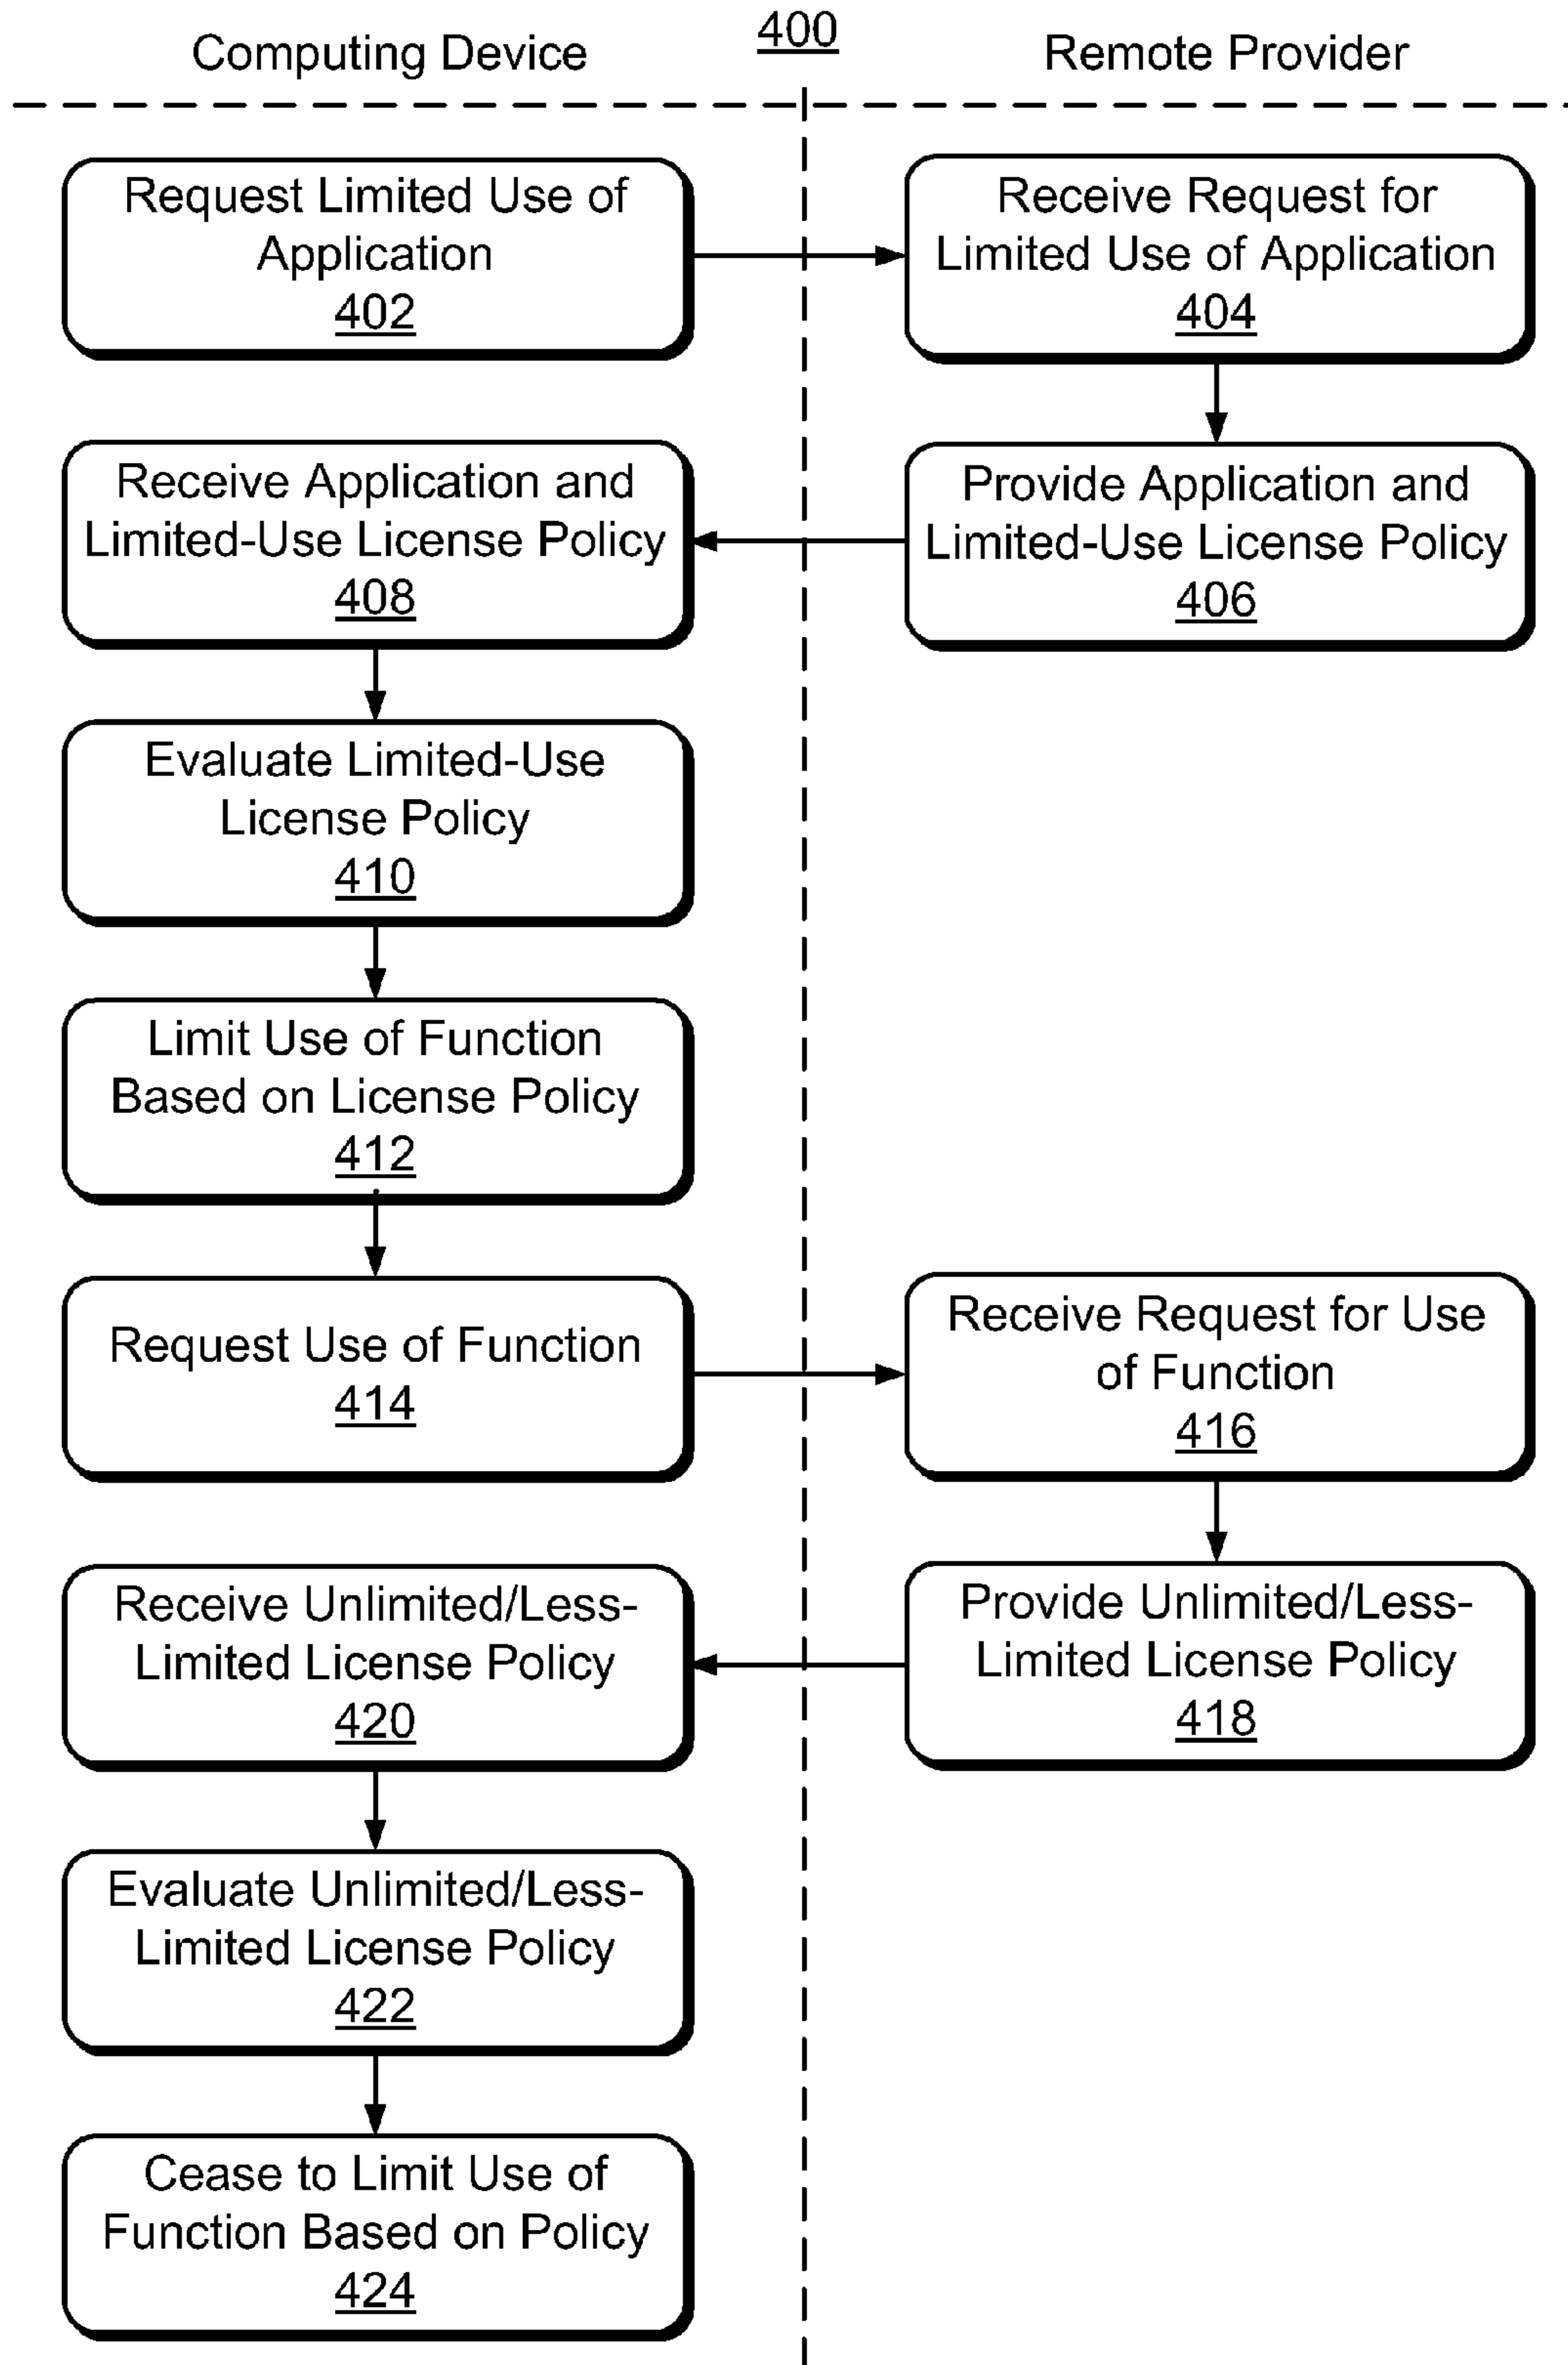 400
Computing Device
Remote Provider
Request Limited Use of
Application
402
Receive Request for
Limited Use of Application
404
Provide Application and
Limited-Use License Policy
406
Receive Application and
Limited-Use License Policy
408
Evaluate Limited-Use
License Policy
410
Limit Use of Function
Based on License Policy
412
Request Use of Function
414
Receive Request for Use
of Function
416
Provide Unlimited/Less-
Limited License Policy
418
Receive Unlimited/Less-
Limited License Policy
420
Evaluate Unlimited/Less-
Limited License Policy
422
Cease to Limit Use of
Function Based on Policy
424